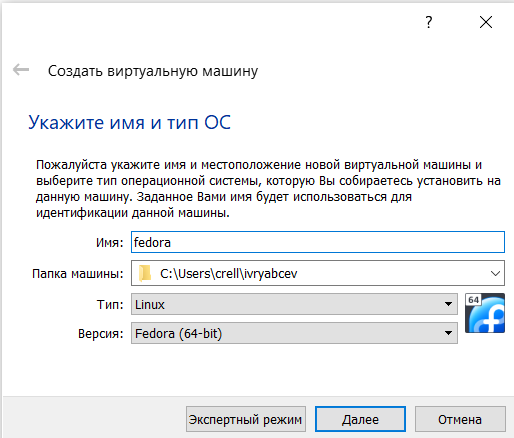 ?
Создать виртуальную машину
Укажите имя и тип ОС
Пожалуйста укажите имя и местоположение новой виртуальной машины и
выберите тип операционной системы, которую Вы собираетесь установить на
данную машину. Заданное Вами имя будет использоваться для
идентификации данной машины.
Имя: fedora
Папка машины: C:\Users\crell\ivryabcev
Тип: Linux
64
Версия: Fedora (64-bit)
Экспертный режим Далее Отмена